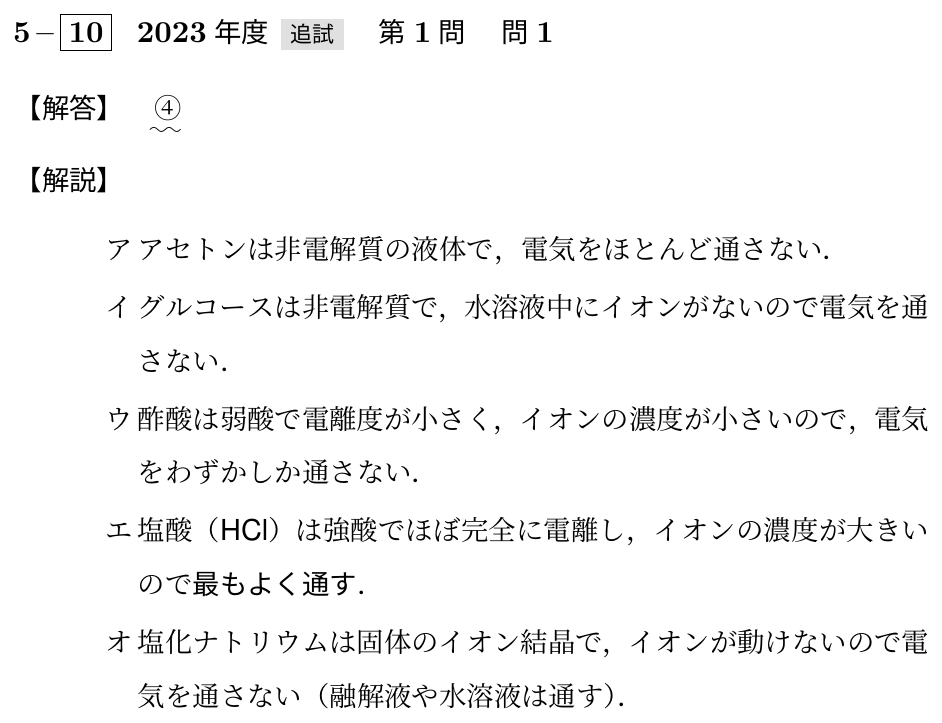 5－10 2023 年度 追試 第 1 問 問 1
【解答】 ④
【解説】
ア アセトンは非電解質の液体で，電気をほとんど通さない．
イ グルコースは非電解質で，水溶液中にイオンがないので電気を通
さない．
ウ 酢酸は弱酸で電離度が小さく，イオンの濃度が小さいので，電気
をわずかしか通さない．
エ 塩酸（HCl）は強酸でほぼ完全に電離し，イオンの濃度が大きい
ので最もよく通す．
オ 塩化ナトリウムは固体のイオン結晶で，イオンが動けないので電
気を通さない（融解液や水溶液は通す）．